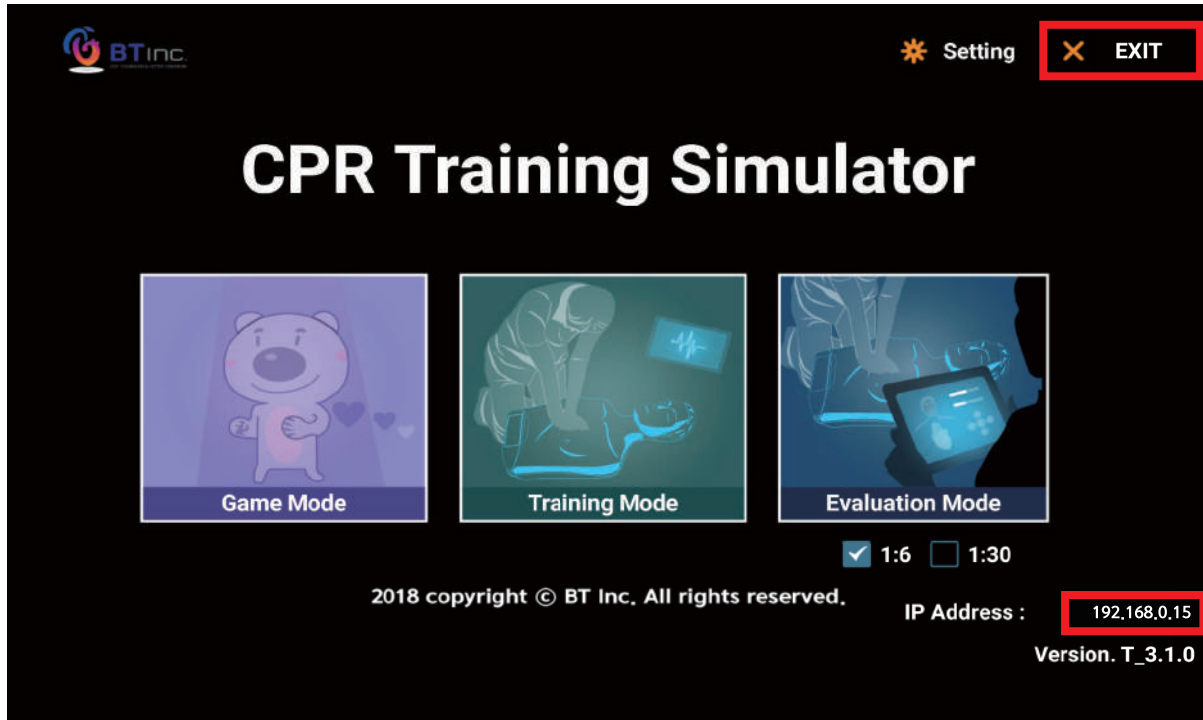 BTInc.
Setting
EXIT
CPR Training Simulator
Game Mode
Training Mode
Evaluation Mode
1:6
1:30
2018 copyright © BT Inc. All rights reserved.
IP Address :
192.168.0.15
Version. T_3.1.0